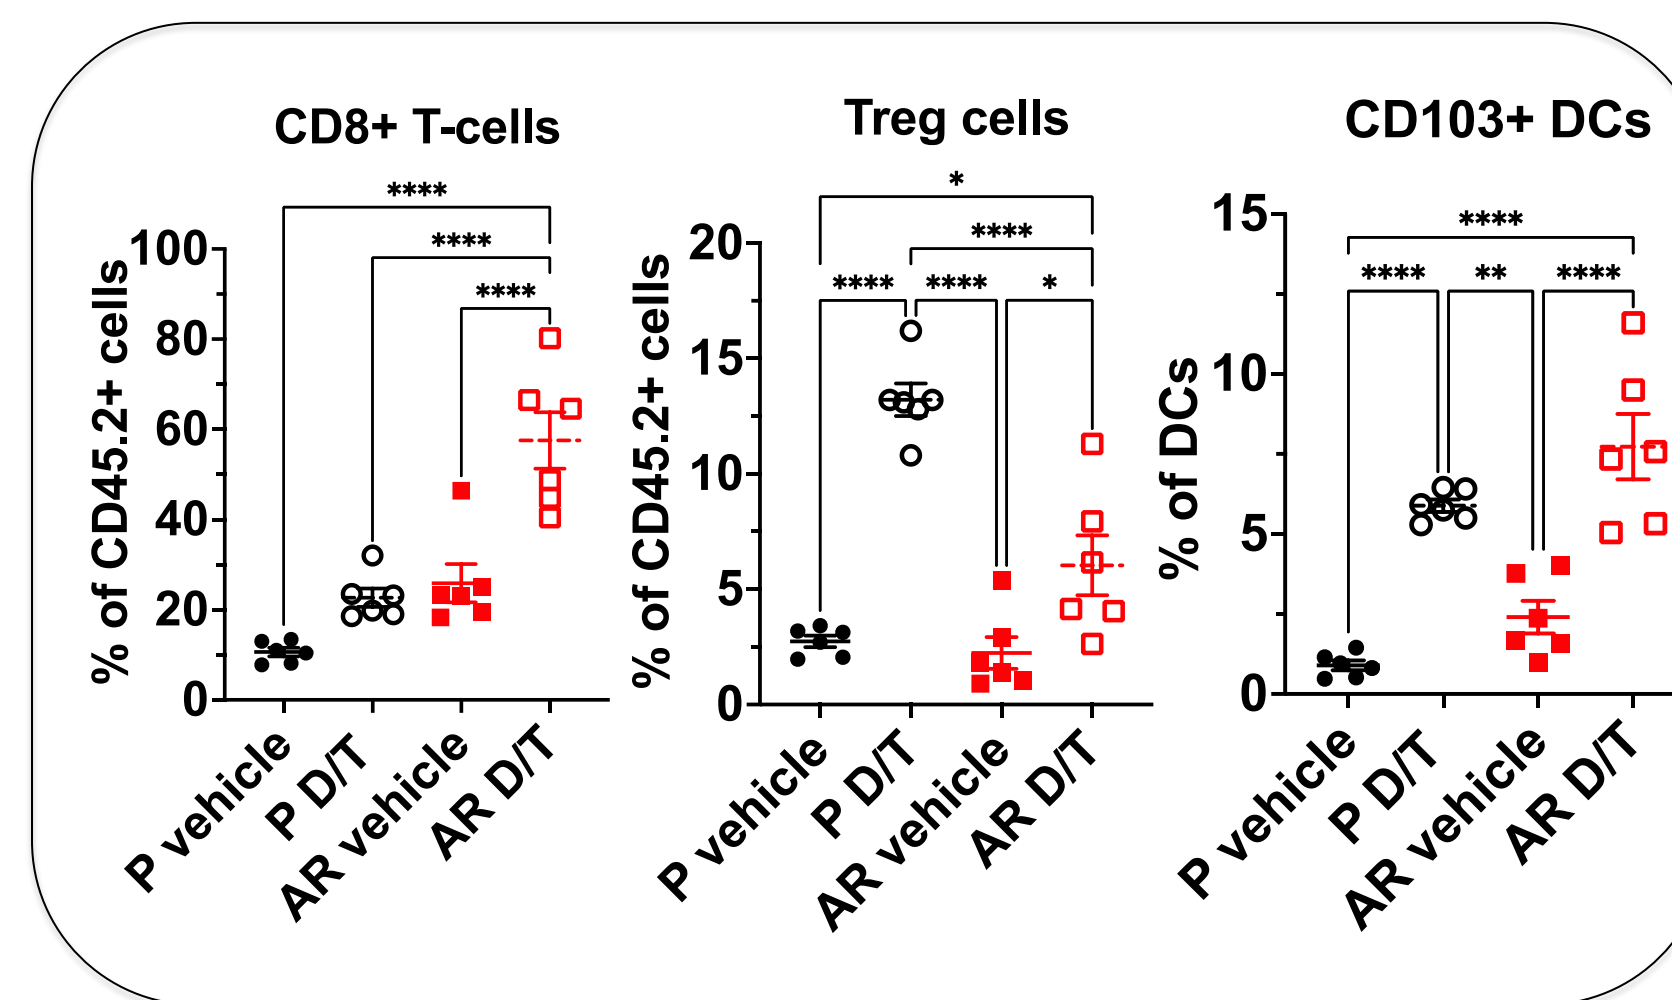 CD8+ T-cells
****
****
****
% of CD45.2+ cells
100
80
60
40
20
0
P vehicle
P D/T
AR vehicle
AR D/T
Treg cells
*
****
**** **** *
% of CD45.2+ cells
20
15
10
5
0
P vehicle
P D/T
AR vehicle
AR D/T
CD103+ DCs
****
**** ** ****
% of DCs
15
10
5
0
P vehicle
P D/T
AR vehicle
AR D/T